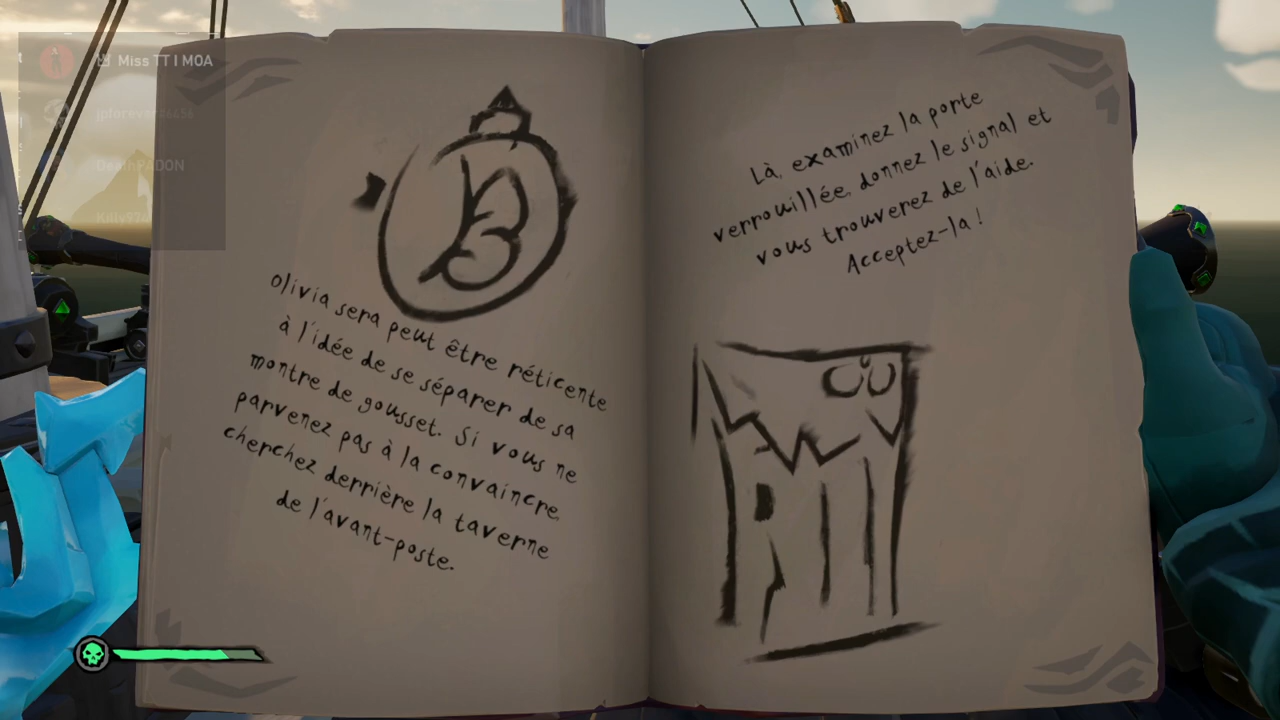 Miss TT I MOA
Olivia sera peut être réticente
à l'idée de se séparer de sa
montre de gousset. Si vous ne
parvenez pas à la convaincre
cherchez derrière la taverne
de l'avant-poste.
Là, examinez la porte
verrouillée, donnez le signal et
vous trouverez de l'aide.
Acceptez-la !